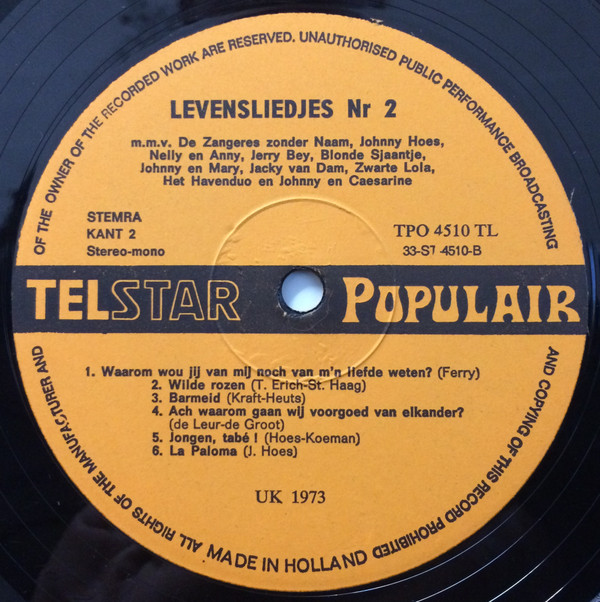 OF THE OWNER OF THE RECORDED WORK ARE RESERVED. UNAUTHORISED PUBLIC PERFORMANCE BROADCASTING
LEVENSLIEDJES Nr 2
m.m.v. De Zangeres zonder Naam, Johnny Hoes,
Nelly en Anny, Jerry Bey, Blonde Sjaantje,
Johnny en Mary, Jacky van Dam, Zwarte Lola,
Het Havenduo en Johnny en Caesarine
STEMRA
KANT 2
Stereo-mono
TPO 4510 TL
33-ST 4510-B
TELSTAR POPULAIR
1. Waarom wou jij van mij noch van m'n liefde weten? (Ferry)
2. Wilde rozen (T. Erich-St. Haag)
3. Barmeid (Kraft-Heuts)
4. Ach waarom gaan wij voorgoed van elkander?
(de Leur-de Groot)
5. Jongen, tabé ! (Hoes-Koeman)
6. La Paloma (J. Hoes)
UK 1973
AND COPYING OF THIS RECORD PROHIBITED
MADE IN HOLLAND
ALL RIGHTS OF THE MANUFACTURER AND